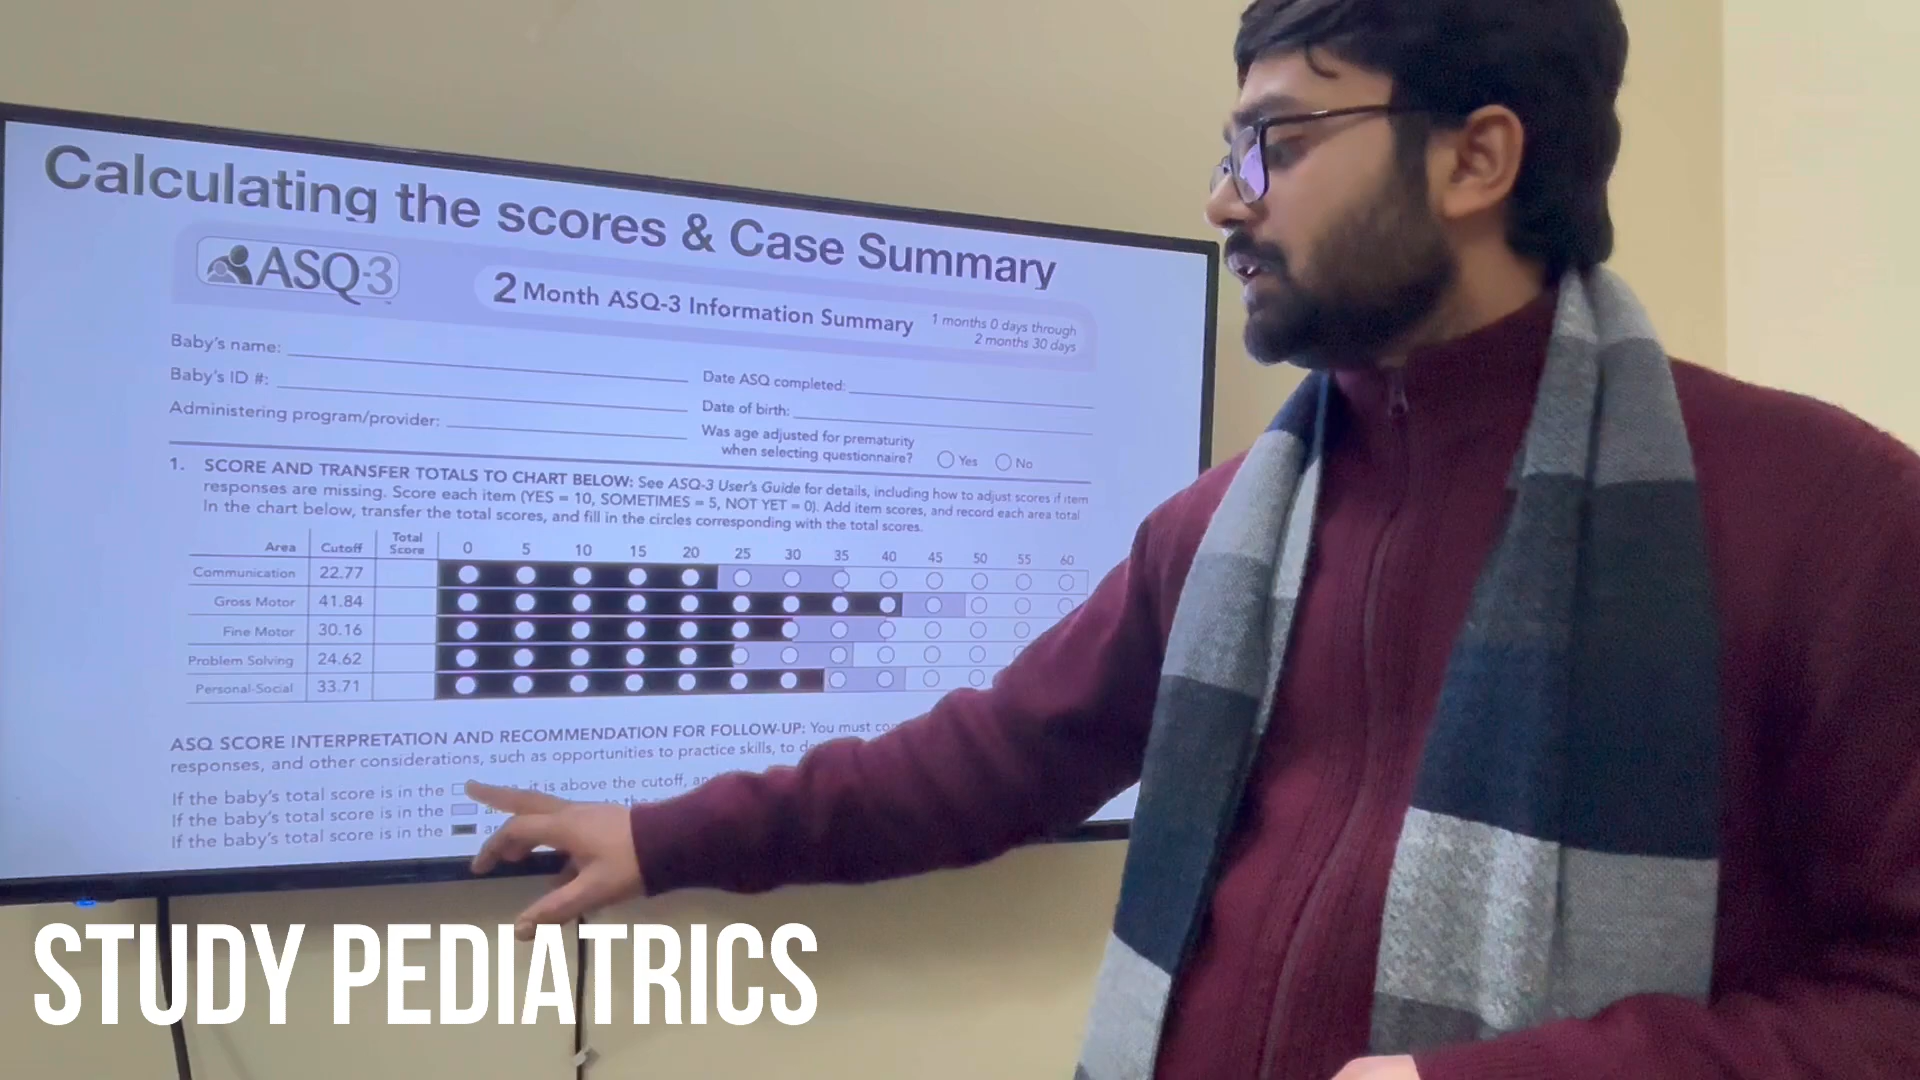 Calculating the scores & Case Summary
ASQ-3
2 Month ASQ-3 Information Summary
1 months 0 days through
2 months 30 days
Baby's name:
Baby's ID #:
Administering program/provider:
Date ASQ completed:
Date of birth:
Was age adjusted for prematurity
when selecting questionnaire?
Yes
No
1. SCORE AND TRANSFER TOTALS TO CHART BELOW: See ASQ-3 User's Guide for details, including how to adjust scores if item
responses are missing. Score each item (YES = 10, SOMETIMES = 5, NOT YET = 0). Add item scores, and record each area total
In the chart below, transfer the total scores, and fill in the circles corresponding with the total scores.
Area Cutoff Total Score 0 5 10 15 20 25 30 35 40 45 50 55 60
Communication 22.77
Gross Motor 41.84
Fine Motor 30.16
Problem Solving 24.62
Personal-Social 33.71
ASQ SCORE INTERPRETATION AND RECOMMENDATION FOR FOLLOW-UP: You must
responses, and other considerations, such as opportunities to practice skills, to
If the baby's total score is in the it is above the cutoff,
If the baby's total score is in the
If the baby's total score is in the
STUDY PEDIATRICS